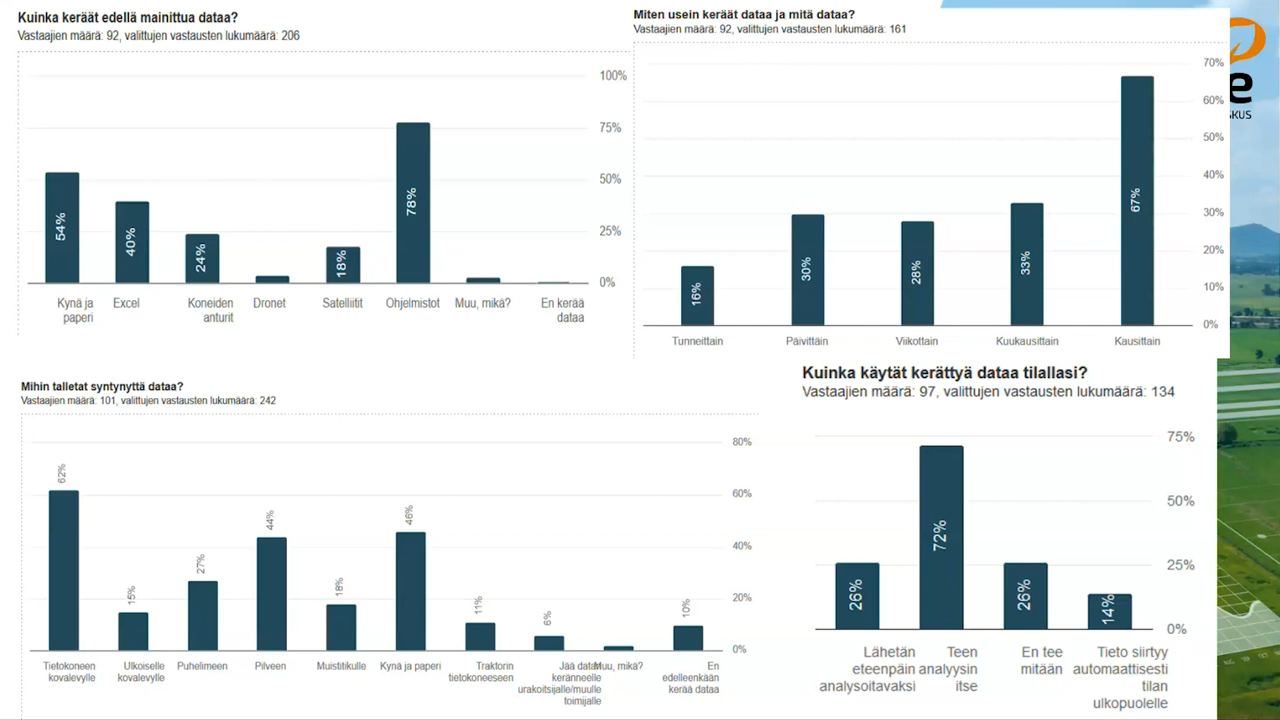 Kuinka keräät edellä mainittua dataa?
Vastaajien määrä: 92, valittujen vastausten lukumäärä: 206
100%
75%
50%
25%
0%
54%
40%
24%
18%
78%
Kynä ja
paperi
Excel
Koneiden
anturit
Dronet
Satelliitit
Ohjelmistot
Muu, mikä?
En kerää
dataa
Miten usein keräät dataa ja mitä dataa?
Vastaajien määrä: 92, valittujen vastausten lukumäärä: 161
70%
60%
50%
40%
30%
20%
10%
0%
16%
30%
28%
33%
67%
Tunneittain
Päivittäin
Viikottain
Kuukausittain
Kausittain
e
SKUS
Mihin talletat syntynyttä dataa?
Vastaajien määrä: 101, valittujen vastausten lukumäärä: 242
80%
60%
40%
20%
0%
62%
15%
27%
44%
18%
46%
11%
6%
10%
Tietokoneen
kovalevylle
Ulkoiselle
kovalevylle
Puhelimeen
Pilveen
Muistitikulle
Kynä ja paperi
Traktorin
tietokoneeseen
Jää datan
keränneelle
urakoitsijalle/muulle
toimijalle
Muu, mikä?
En
edelleenkään
kerää dataa
Kuinka käytät kerättyä dataa tilallasi?
Vastaajien määrä: 97, valittujen vastausten lukumäärä: 134
75%
50%
25%
0%
26%
72%
26%
14%
Lähetän
eteenpäin
analysoitavaksi
Teen
analyysin
itse
En tee
mitään
Tieto siirtyy
automaattisesti
tilan
ulkopuolelle